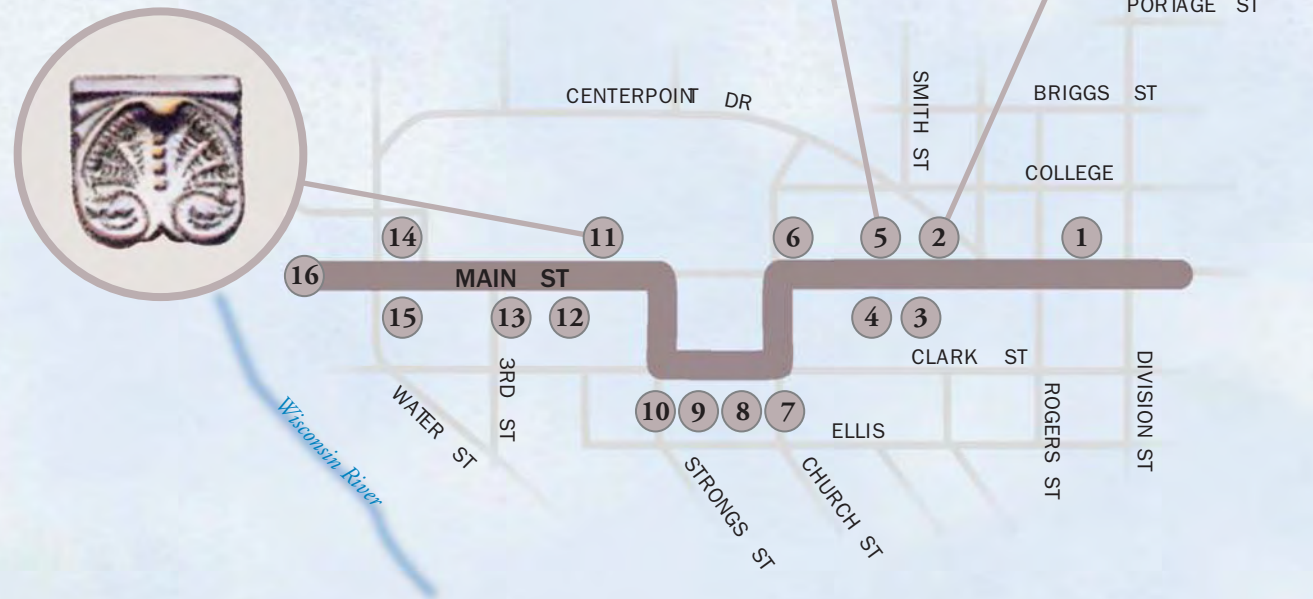 PORTAGE ST
CENTERPOINT DR
SMITH ST
BRIGGS ST
COLLEGE
14
11
6
5
2
1
16
MAIN ST
15
13
12
4
3
3RD ST
CLARK ST
DIVISION ST
WATER ST
10
9
8
7
ELLIS
ROGERS ST
Wisconsin River
STRONGS ST
CHURCH ST